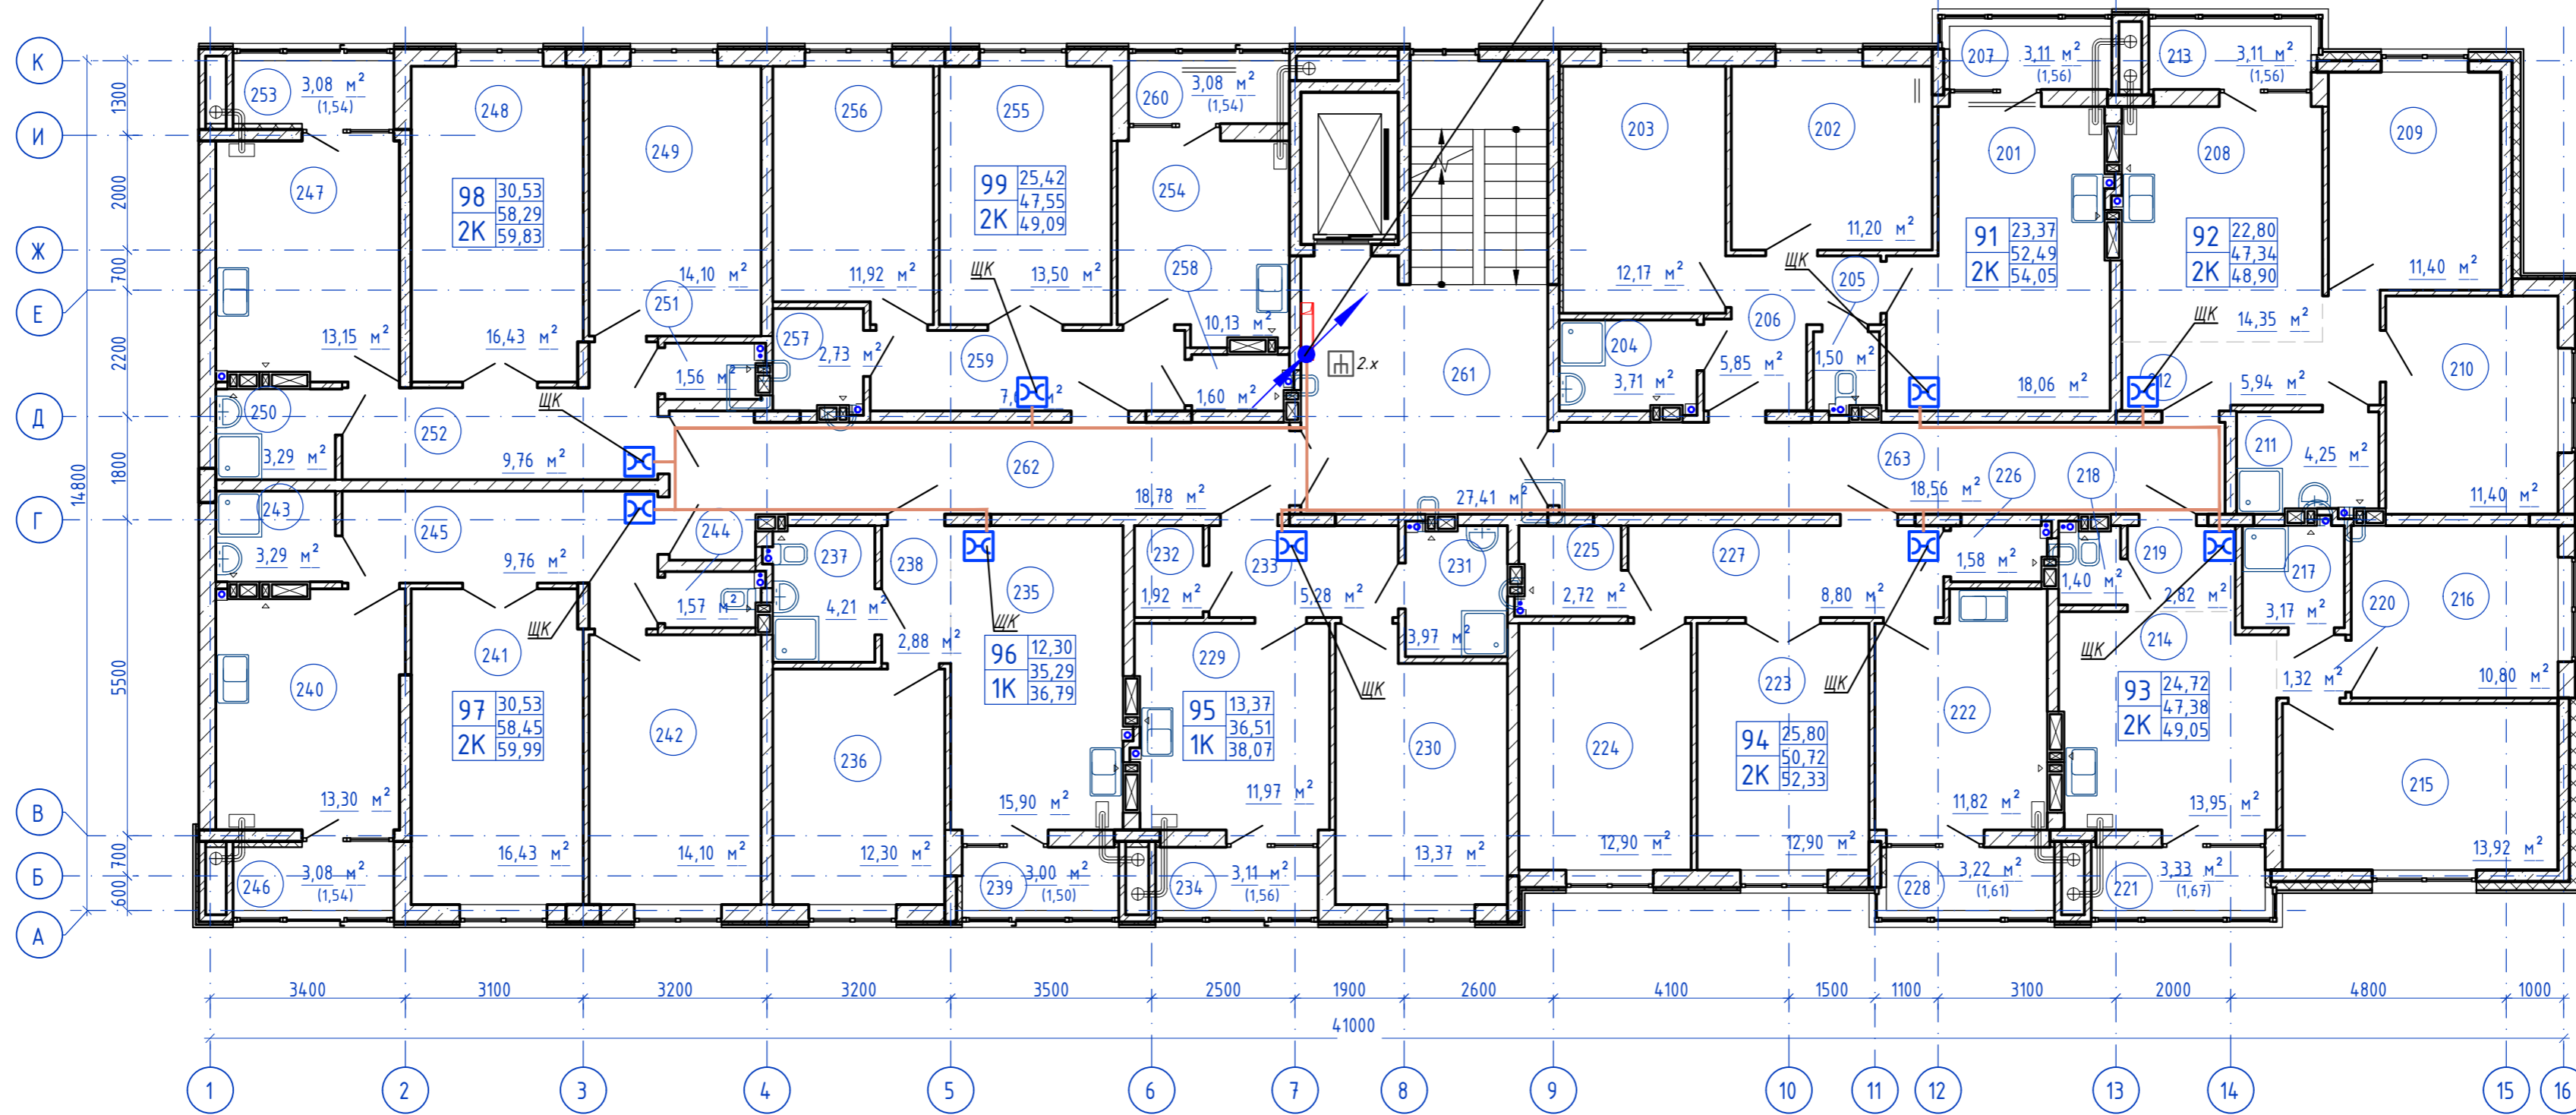 К
И
Ж
Е
Д
Г
В
Б
А
1300
2000
700
2200
1800
5500
700
600
14800
253
3,08 м²
(1,54)
248
249
256
255
260
3,08 м²
(1,54)
203
202
207
3,11 м²
(1,56)
213
3,11 м²
(1,56)
209
247
98 30,53
2К 58,29
59,83
99 25,42
2К 47,55
49,09
254
201
208
91 23,37
2К 52,49
54,05
92 22,80
2К 47,34
48,90
14,10 м²
11,92 м²
ЩК
13,50 м²
258
12,17 м²
11,20 м²
ЩК
205
11,40 м²
251
13,15 м²
16,43 м²
257
2,73 м²
259
10,13 м²
2.х
206
204
5,85 м²
1,50 м²
ЩК
14,35 м²
210
1,56 м²
1,60 м²
261
3,71 м²
18,06 м²
212
5,94 м²
ЩК
250
252
3,29 м²
9,76 м²
262
18,78 м²
27,41 м²
263
18,56 м²
226
218
211
4,25 м²
11,40 м²
243
245
3,29 м²
9,76 м²
244
1,57 м²
237
4,21 м²
238
2,88 м²
235
232
1,92 м²
233
5,28 м²
231
3,97 м²
225
2,72 м²
227
8,80 м²
1,58 м²
1,40 м²
219
2,82 м²
217
3,17 м²
220
216
ЩК
ЩК
ЩК
ЩК
ЩК
240
241
97 30,53
2К 58,45
59,99
242
236
96 12,30
1К 35,29
36,79
229
95 13,37
1К 36,51
38,07
230
224
223
94 25,80
2К 50,72
52,33
222
214
93 24,72
2К 47,38
49,05
1,32 м²
10,80 м²
215
13,30 м²
16,43 м²
14,10 м²
12,30 м²
15,90 м²
11,97 м²
13,37 м²
12,90 м²
12,90 м²
11,82 м²
13,95 м²
13,92 м²
246
3,08 м²
(1,54)
239
3,00 м²
(1,50)
234
3,11 м²
(1,56)
228
3,22 м²
(1,61)
221
3,33 м²
(1,67)
3400 3100 3200 3200 3500 2500 1900 2600 4100 1500 1100 3100 2000 4800 1000
41000
1 2 3 4 5 6 7 8 9 10 11 12 13 14 15 16